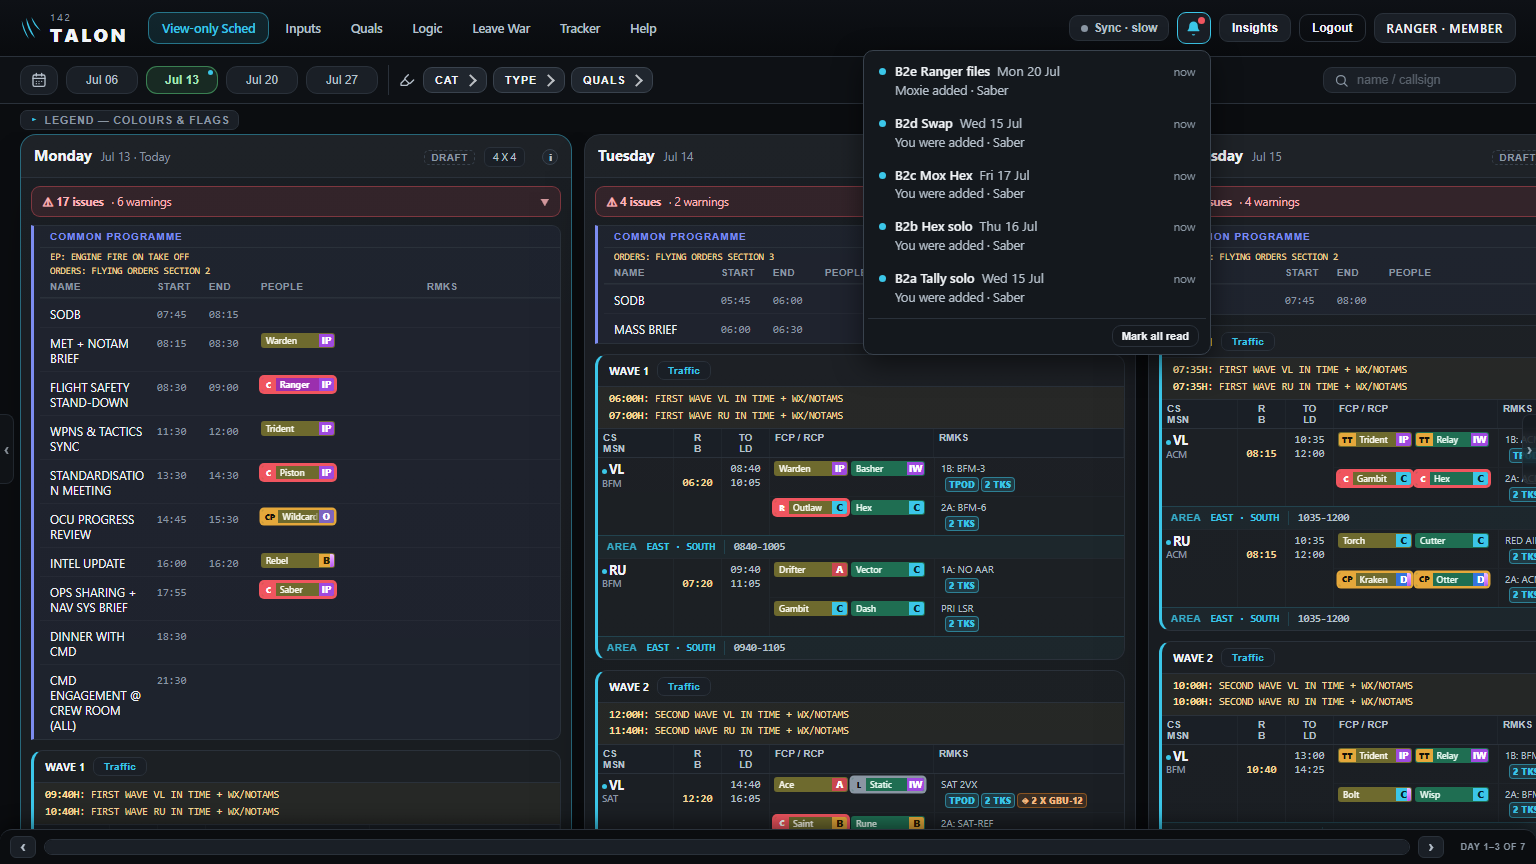 142
TALON
View-only Sched
Inputs
Quals
Logic
Leave War
Tracker
Help
Sync · slow
Insights
Logout
RANGER · MEMBER
Jul 06
Jul 13
Jul 20
Jul 27
CAT
TYPE
QUALS
name / callsign
LEGEND — COLOURS & FLAGS
B2e Ranger files Mon 20 Jul now
Moxie added · Saber
B2d Swap Wed 15 Jul now
You were added · Saber
B2c Mox Hex Fri 17 Jul now
You were added · Saber
B2b Hex solo Thu 16 Jul now
You were added · Saber
B2a Tally solo Wed 15 Jul now
You were added · Saber
Mark all read
Monday Jul 13 · Today DRAFT 4 X 4 i
17 issues · 6 warnings
COMMON PROGRAMME
EP: ENGINE FIRE ON TAKE OFF
ORDERS: FLYING ORDERS SECTION 2
NAME START END PEOPLE RMKS
SODB 07:45 08:15
MET + NOTAM BRIEF 08:15 08:30 Warden IP
FLIGHT SAFETY STAND-DOWN 08:30 09:00 C Ranger IP
WPNS & TACTICS SYNC 11:30 12:00 Trident IP
STANDARDISATIO
N MEETING 13:30 14:30 C Piston IP
OCU PROGRESS REVIEW 14:45 15:30 CP Wildcard O
INTEL UPDATE 16:00 16:20 Rebel B
OPS SHARING + NAV SYS BRIEF 17:55 C Saber IP
DINNER WITH CMD 18:30
CMD ENGAGEMENT @ CREW ROOM (ALL) 21:30
WAVE 1 Traffic
09:40H: FIRST WAVE VL IN TIME + WX/NOTAMS
10:40H: FIRST WAVE RU IN TIME + WX/NOTAMS
Tuesday Jul 14
4 issues · 2 warnings
COMMON PROGRAMME
ORDERS: FLYING ORDERS SECTION 3
NAME START END PEOPL
SODB 05:45 06:00
MASS BRIEF 06:00 06:30
WAVE 1 Traffic
06:00H: FIRST WAVE VL IN TIME + WX/NOTAMS
07:00H: FIRST WAVE RU IN TIME + WX/NOTAMS
CS R TO FCP / RCP RMKS
MSN B LD
VL 08:40 Warden IP Basher IW 1B: BFM-3
BFM 06:20 10:05 TPOD 2 TKS
R Outlaw C Hex C 2A: BFM-6
2 TKS
AREA EAST · SOUTH 0840-1005
RU 09:40 Drifter A Vector C 1A: NO AAR
BFM 07:20 11:05 2 TKS
Gambit C Dash C PRI LSR
2 TKS
AREA EAST · SOUTH 0940-1105
WAVE 2 Traffic
12:00H: SECOND WAVE VL IN TIME + WX/NOTAMS
11:40H: SECOND WAVE RU IN TIME + WX/NOTAMS
CS R TO FCP / RCP RMKS
MSN B LD
VL 14:40 Ace A L Static IW SAT 2VX
SAT 12:20 16:05 TPOD 2 TKS 2 X GBU-12
C Saint B Rune B 2A: SAT-REF
sday Jul 15 DRAFT
sues · 4 warnings
ON PROGRAMME
: FLYING ORDERS SECTION 2
START END PEOPLE
07:45 08:00
Traffic
07:35H: FIRST WAVE VL IN TIME + WX/NOTAMS
07:35H: FIRST WAVE RU IN TIME + WX/NOTAMS
CS R TO FCP / RCP RMKS
MSN B LD
VL 10:35 TT Trident IP TT Relay IW 1B:
ACM 08:15 12:00
C Gambit C C Hex C 2A:
2 TKS
AREA EAST · SOUTH 1035-1200
RU 10:35 Torch C Cutter C RED AI
ACM 08:15 12:00 2 TKS
CP Kraken D CP Otter D 2A: AC
2 TKS
AREA EAST · SOUTH 1035-1200
WAVE 2 Traffic
10:00H: SECOND WAVE VL IN TIME + WX/NOTAMS
10:00H: SECOND WAVE RU IN TIME + WX/NOTAMS
CS R TO FCP / RCP RMKS
MSN B LD
VL 13:00 TT Trident IP TT Relay IW 1B: BFM
BFM 10:40 14:25 2 TKS
Bolt C Wisp C 2A: BFM
2 TKS
DAY 1–3 OF 7